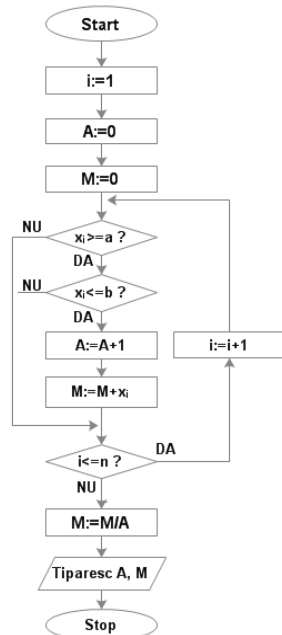 Start
i:=1
A:=0
M:=0
NU
xᵢ>=a ?
DA
NU
xᵢ<=b ?
DA
A:=A+1
i:=i+1
M:=M+xᵢ
i<=n ?
DA
NU
M:=M/A
Tiparesc A, M
Stop